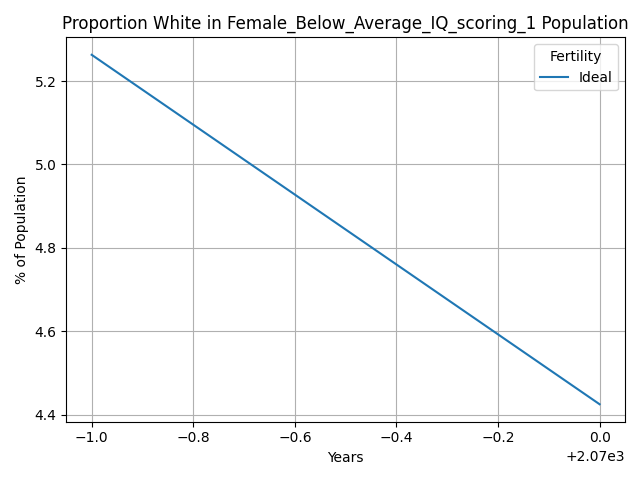 Proportion White in Female_Below_Average_IQ_scoring_1 Population
Fertility
Ideal
% of Population
5.2
5.0
4.8
4.6
4.4
−1.0 −0.8 −0.6 −0.4 −0.2 0.0
Years
+2.07e3